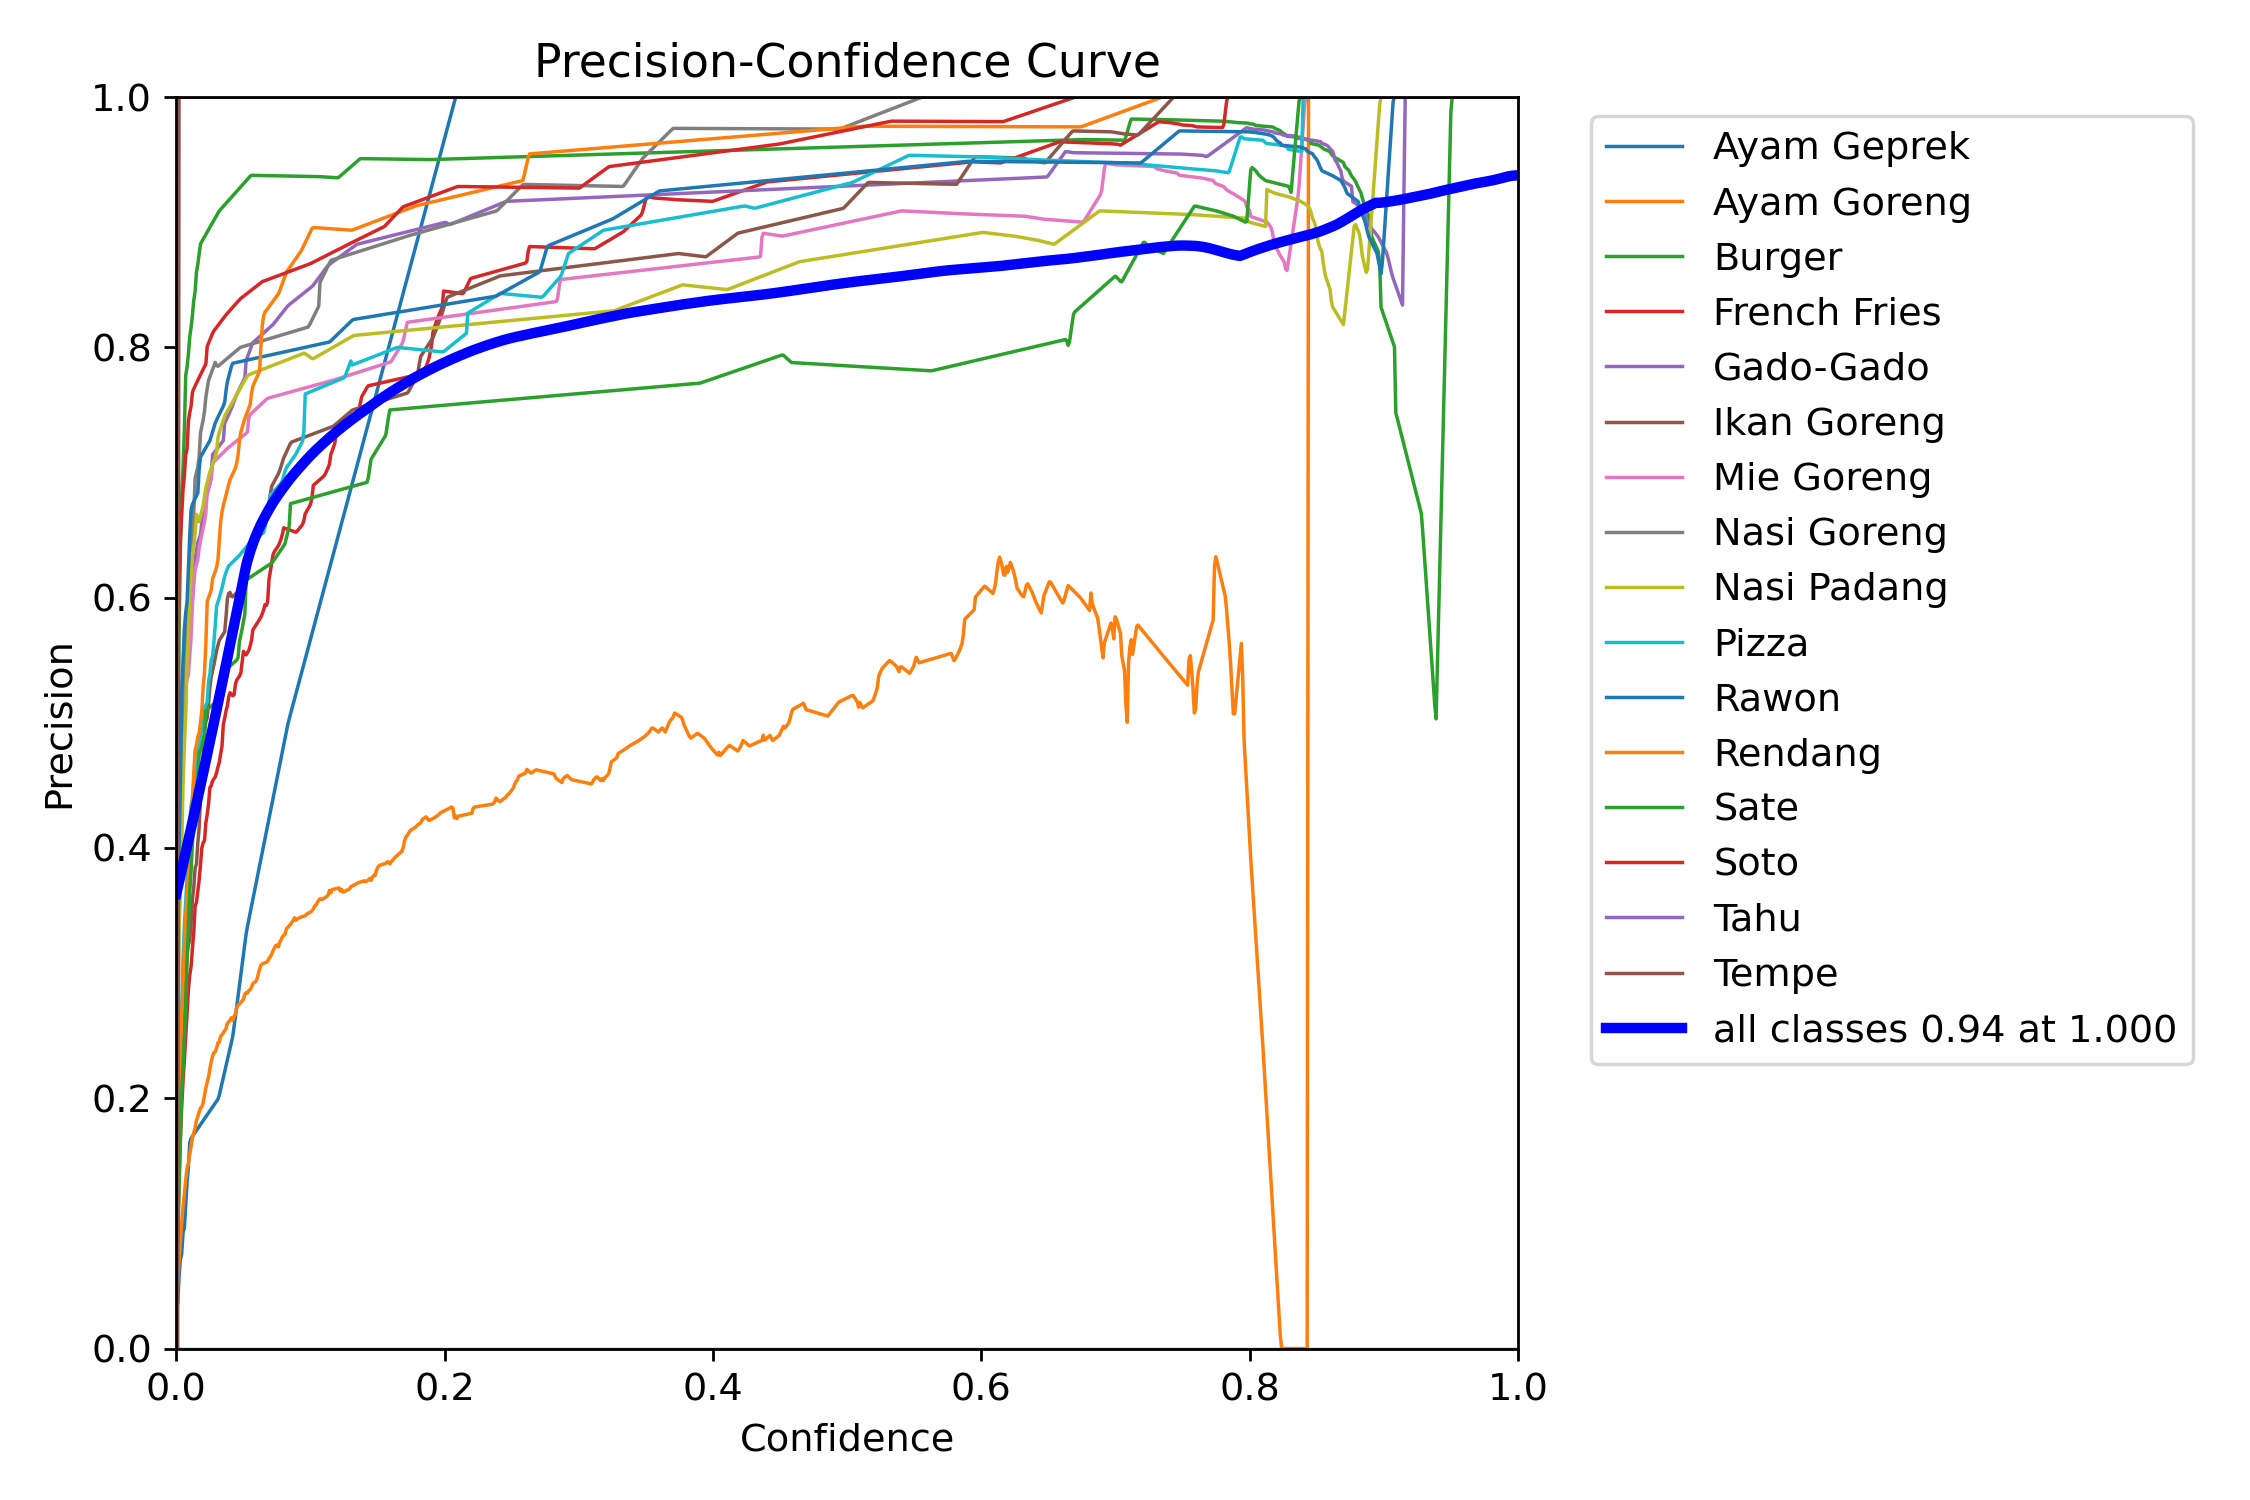 Precision-Confidence Curve
1.0
0.8
0.6
0.4
0.2
0.0
Precision
0.0 0.2 0.4 0.6 0.8 1.0
Confidence
Ayam Geprek
Ayam Goreng
Burger
French Fries
Gado-Gado
Ikan Goreng
Mie Goreng
Nasi Goreng
Nasi Padang
Pizza
Rawon
Rendang
Sate
Soto
Tahu
Tempe
all classes 0.94 at 1.000